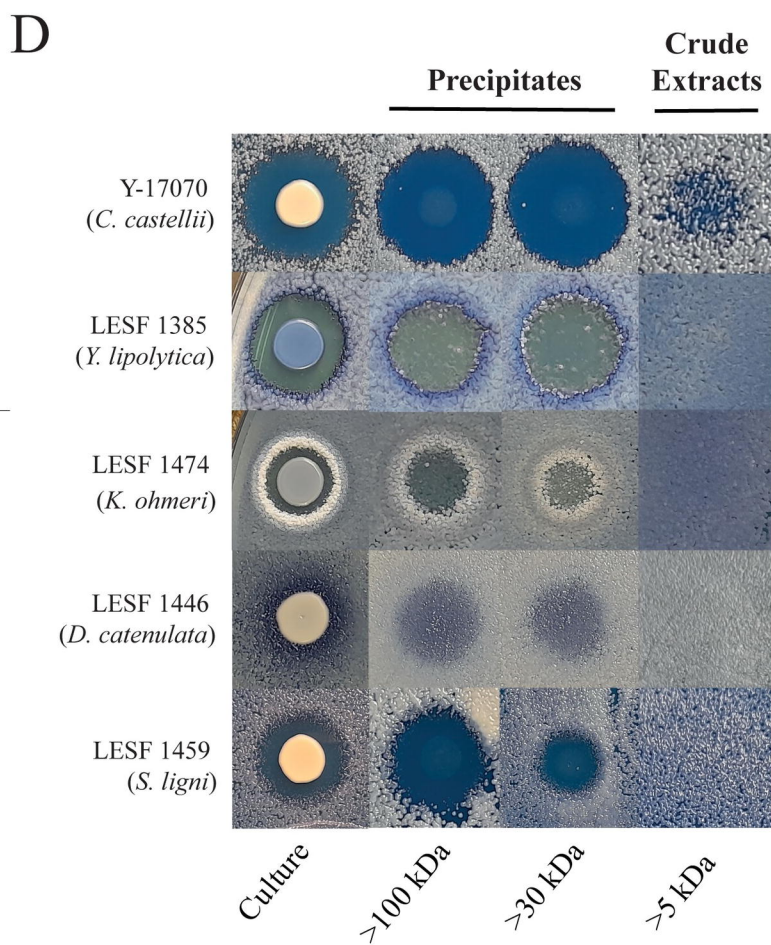 D
Crude
Extracts
Precipitates
Y-17070
(C. castellii)
LESF 1385
(Y. lipolytica)
LESF 1474
(K. ohmeri)
LESF 1446
(D. catenulata)
LESF 1459
(S. ligni)
Culture
>100 kDa
>30 kDa
>5 kDa